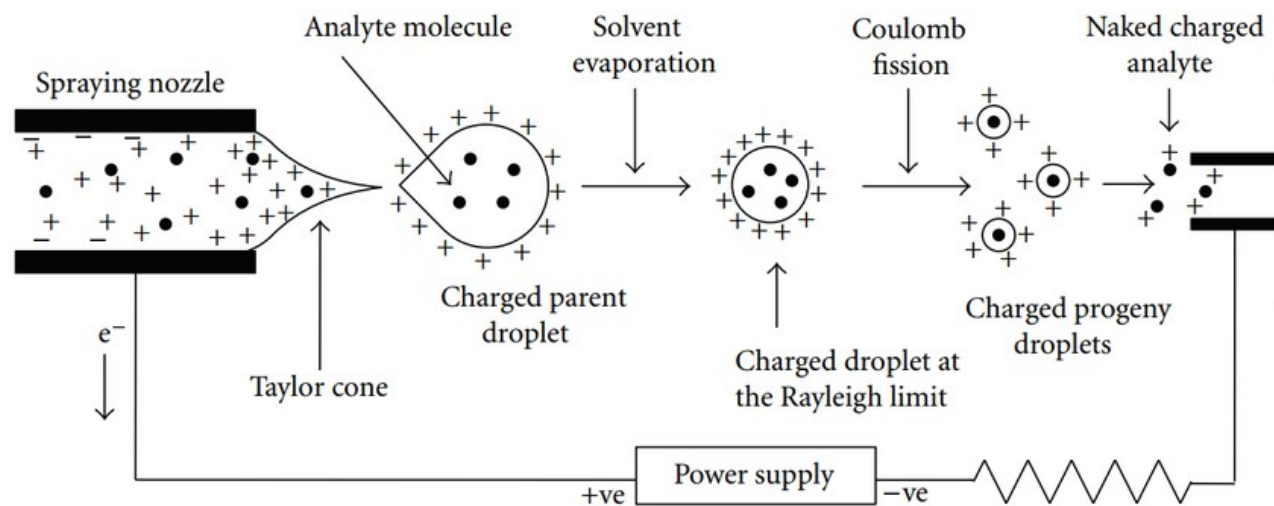 Spraying nozzle
Analyte molecule
Solvent
evaporation
Coulomb
fission
Naked charged
analyte
Charged parent
droplet
Charged droplet at
the Rayleigh limit
Charged progeny
droplets
e⁻
Taylor cone
+ve
Power supply
−ve